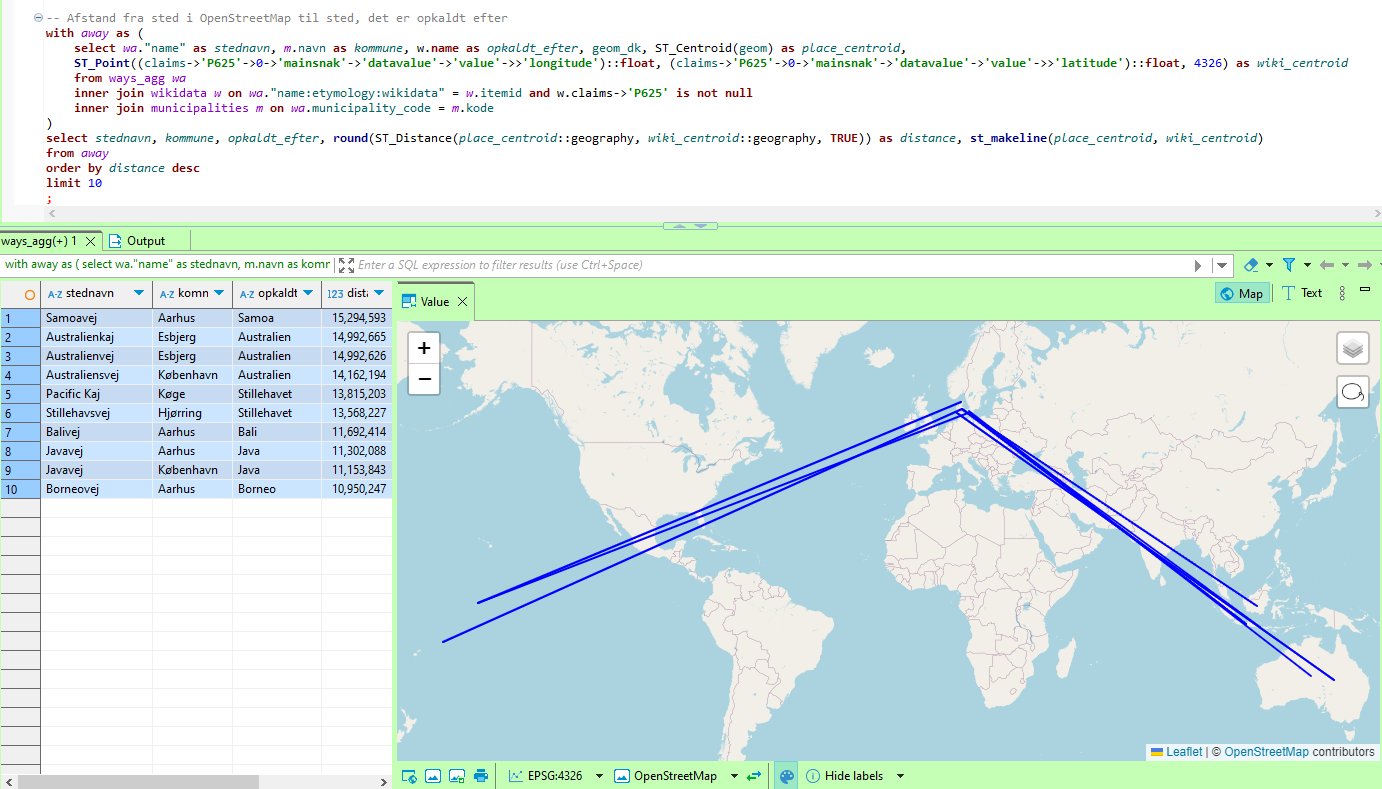 -- Afstand fra sted i OpenStreetMap til sted, det er opkaldt efter
with away as (
select wa."name" as stednavn, m.navn as kommune, w.name as opkaldt_efter, geom_dk, ST_Centroid(geom) as place_centroid,
ST_Point((claims->'P625'->0->'mainsnak'->'datavalue'->'value'->>'longitude')::float, (claims->'P625'->0->'mainsnak'->'datavalue'->'value'->>'latitude')::float, 4326) as wiki_centroid
from ways_agg wa
inner join wikidata w on wa."name:etymology:wikidata" = w.itemid and w.claims->'P625' is not null
inner join municipalities m on wa.municipality_code = m.kode
)
select stednavn, kommune, opkaldt_efter, round(ST_Distance(place_centroid::geography, wiki_centroid::geography, TRUE)) as distance, st_makeline(place_centroid, wiki_centroid)
from away
order by distance desc
limit 10
;
ways_agg(+) 1 Output
with away as ( select wa."name" as stednavn, m.navn as komr Enter a SQL expression to filter results (use Ctrl+Space)
A-Z stednavn A-Z komn A-Z opkaldt 123 dista
1 Samoavej Aarhus Samoa 15,294,593
2 Australienkaj Esbjerg Australien 14,992,665
3 Australienvej Esbjerg Australien 14,992,626
4 Australiensvej København Australien 14,162,194
5 Pacific Kaj Køge Stillehavet 13,815,203
6 Stillehavsvej Hjørring Stillehavet 13,568,227
7 Balivej Aarhus Bali 11,692,414
8 Javavej Aarhus Java 11,302,088
9 Javavej København Java 11,153,843
10 Borneovej Aarhus Borneo 10,950,247
Value
Map Text
+
−
Leaflet | © OpenStreetMap contributors
EPSG:4326 OpenStreetMap Hide labels